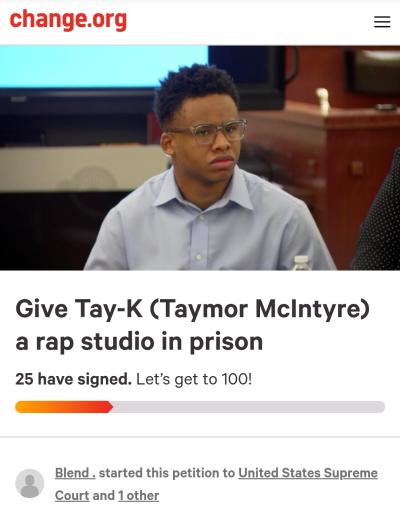 change.org
Give Tay-K (Taymor McIntyre)
a rap studio in prison
25 have signed. Let's get to 100!
Blend . started this petition to United States Supreme
Court and 1 other